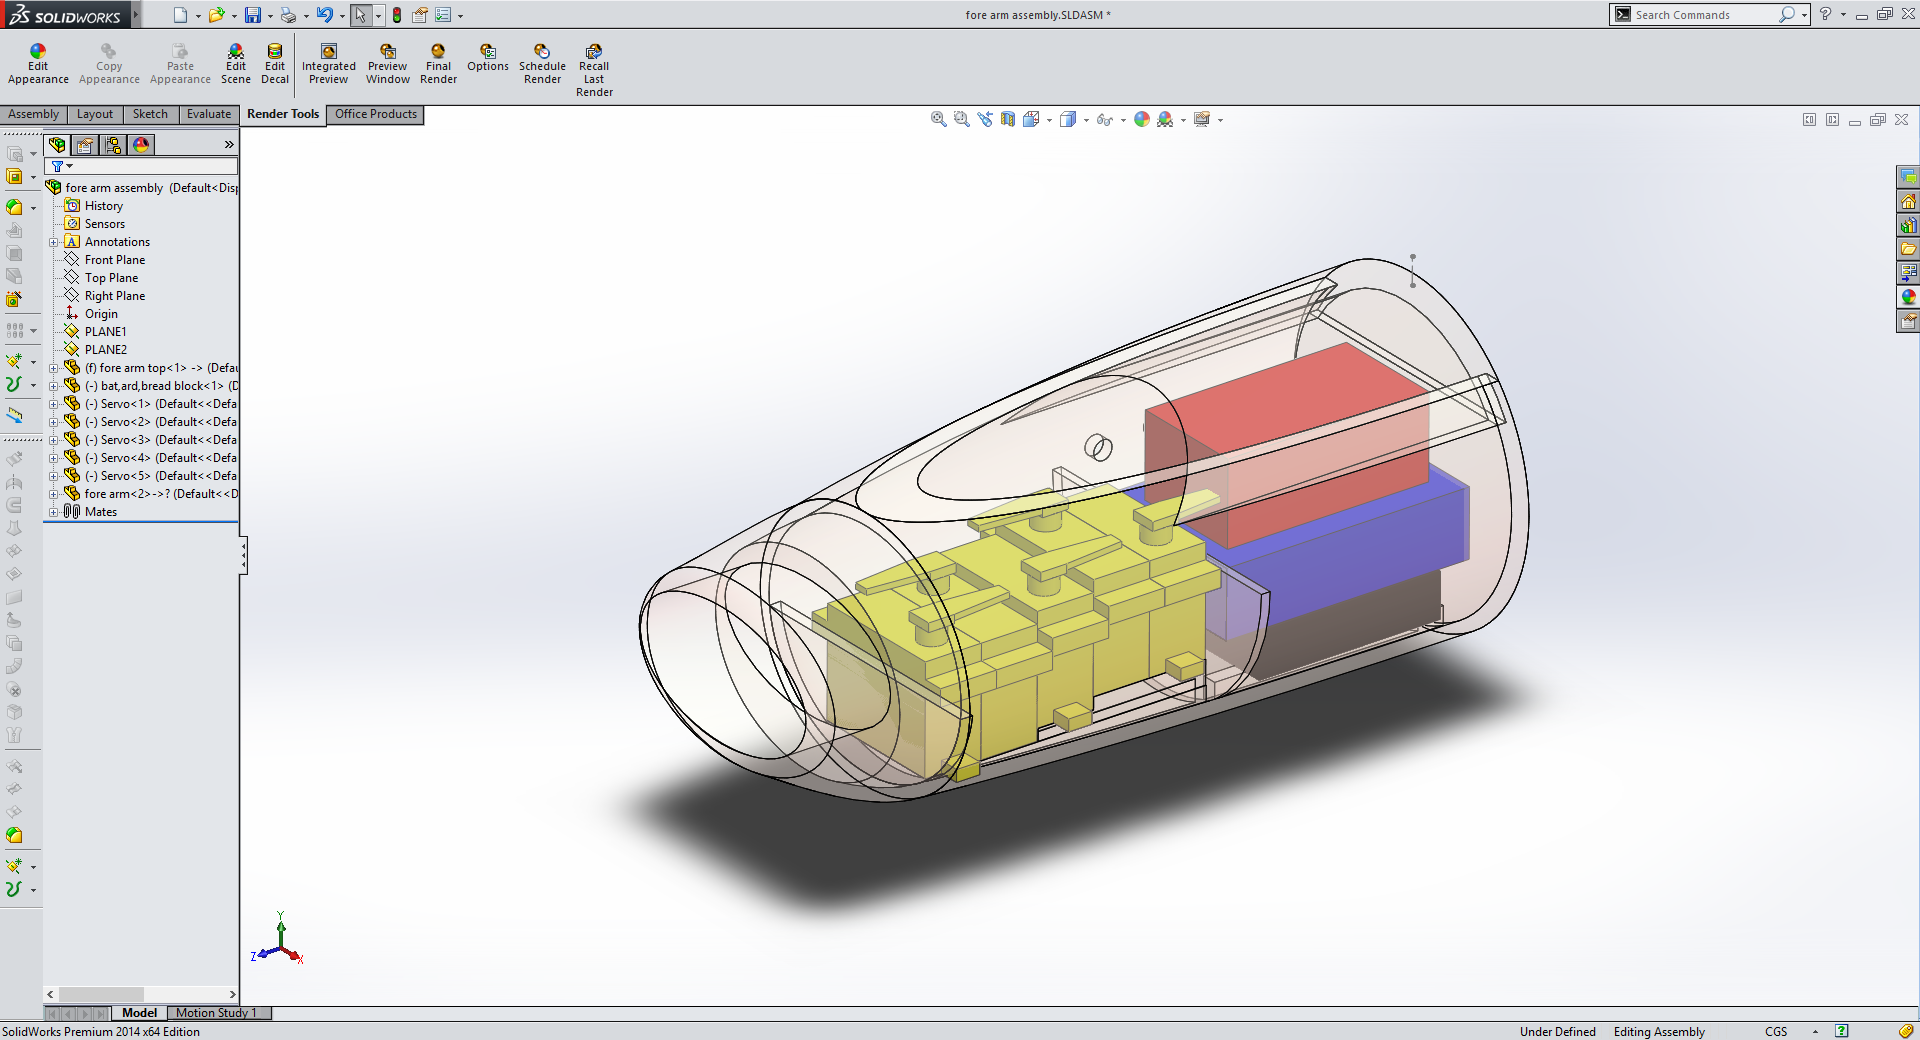 SOLIDWORKS
fore arm assembly.SLDASM *
Search Commands
Edit Appearance
Copy Appearance
Paste Appearance
Edit Scene
Edit Decal
Integrated Preview
Preview Window
Final Render
Options
Schedule Render
Recall Last Render
Assembly
Layout
Sketch
Evaluate
Render Tools
Office Products
fore arm assembly (Default<Disp
History
Sensors
Annotations
Front Plane
Top Plane
Right Plane
Origin
PLANE1
PLANE2
(f) fore arm top<1> -> (Defau
(-) bat,ard,bread block<1> (D
(-) Servo<1> (Default<<Defa
(-) Servo<2> (Default<<Defa
(-) Servo<3> (Default<<Defa
(-) Servo<4> (Default<<Defa
(-) Servo<5> (Default<<Defa
fore arm<2>->? (Default<<D
Mates
Y
Z
X
Model
Motion Study 1
SolidWorks Premium 2014 x64 Edition
Under Defined
Editing Assembly
CGS